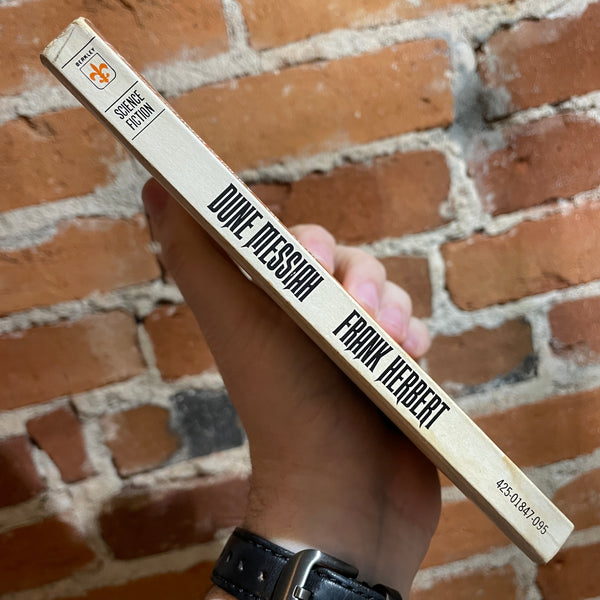 BERKLEY
SCIENCE
FICTION
DUNE MESSIAH
FRANK HERBERT
425-01847-095